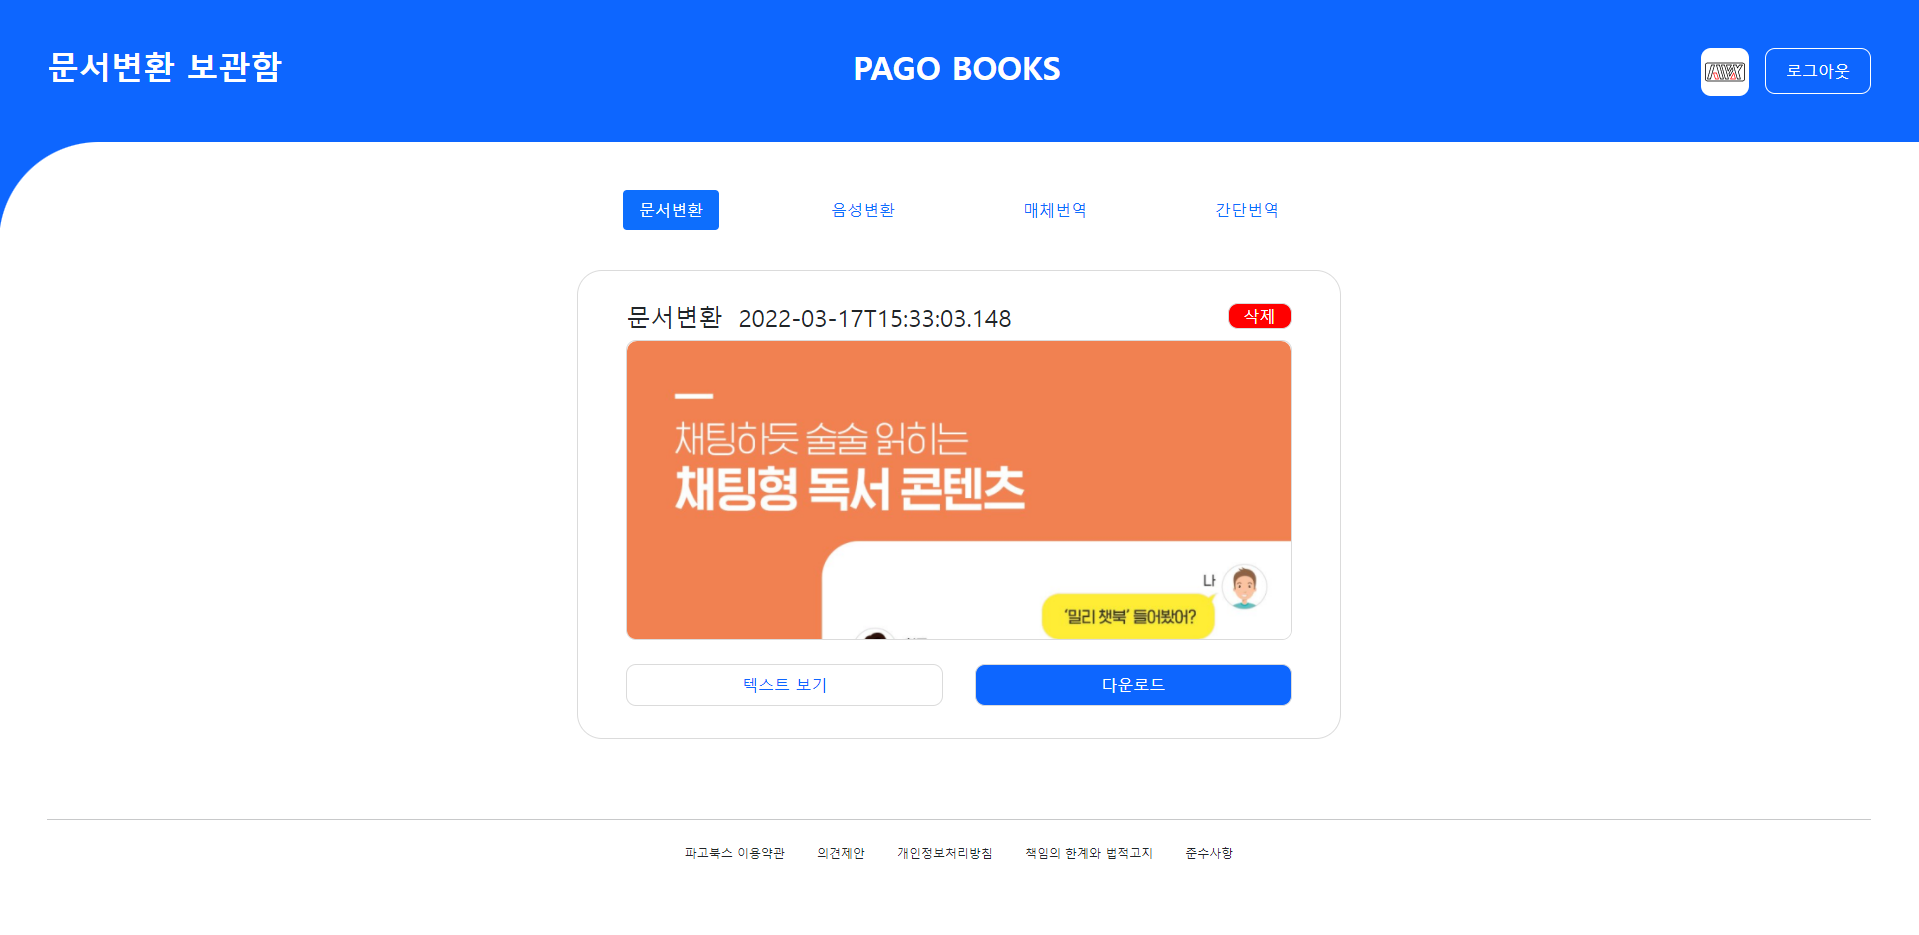 문서변환 보관함
PAGO BOOKS
로그아웃
문서변환
음성변환
매체번역
간단번역
문서변환 2022-03-17T15:33:03.148
삭제
채팅하듯 술술 읽히는
채팅형 독서 콘텐츠
나
'밀리 챗북' 들어봤어?
텍스트 보기
다운로드
파고북스 이용약관
의견제안
개인정보처리방침
책임의 한계와 법적고지
준수사항